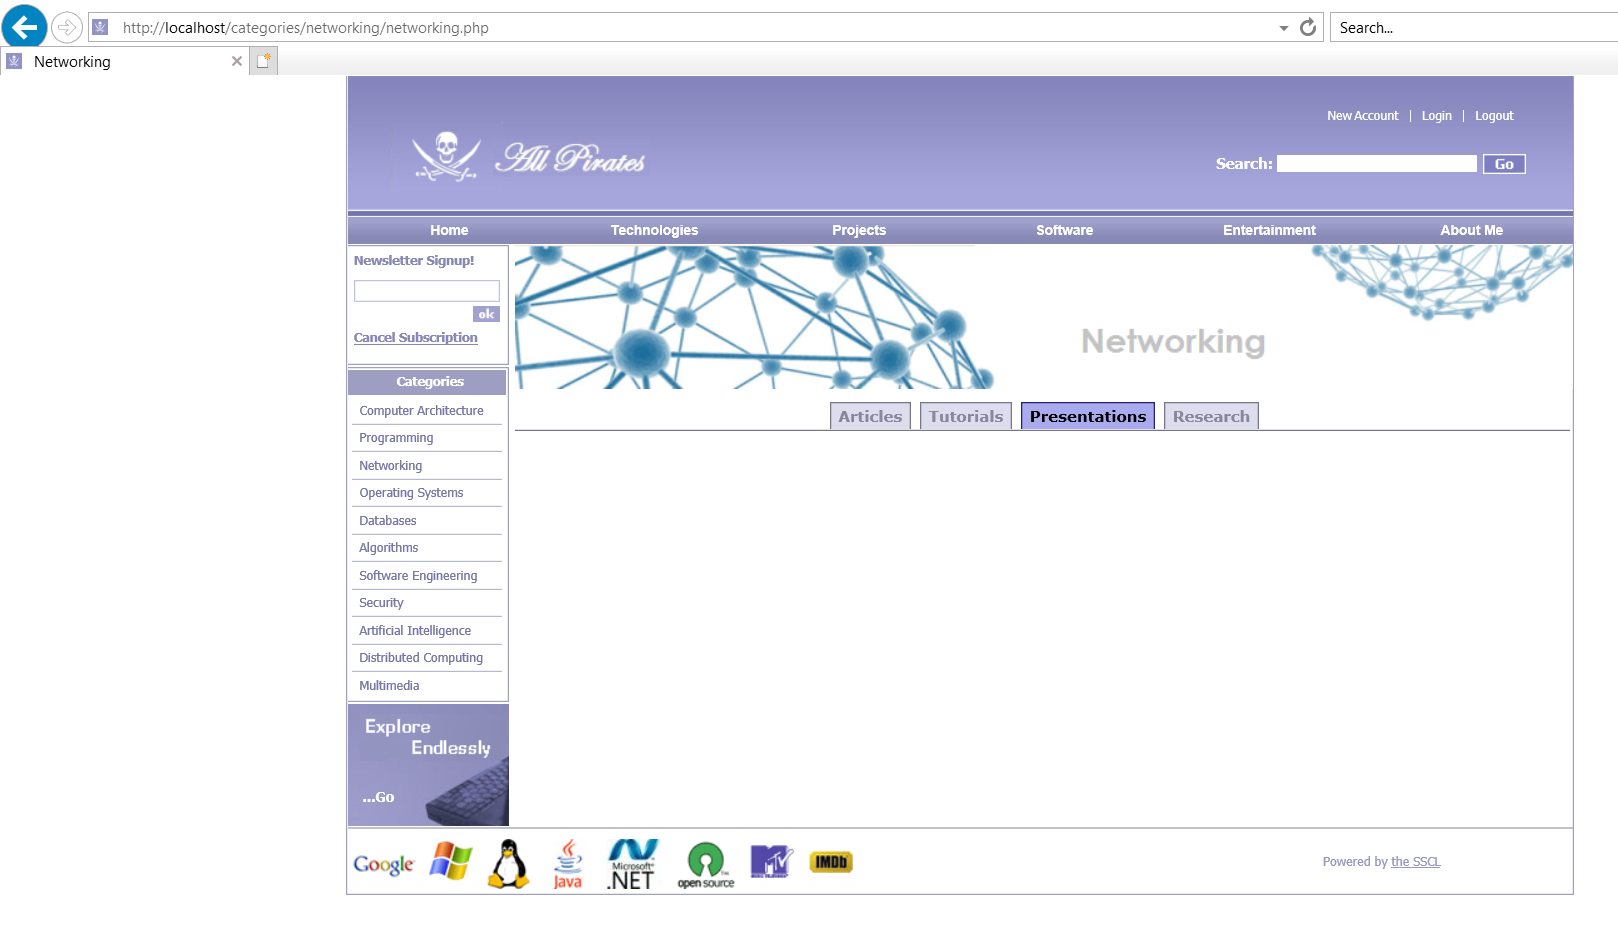 http://localhost/categories/networking/networking.php
Search...
Networking
New Account | Login | Logout
All Pirates
Search: Go
Home Technologies Projects Software Entertainment About Me
Newsletter Signup!
ok
Cancel Subscription
Networking
Articles Tutorials Presentations Research
Categories
Computer Architecture
Programming
Networking
Operating Systems
Databases
Algorithms
Software Engineering
Security
Artificial Intelligence
Distributed Computing
Multimedia
Explore
Endlessly
...Go
Google
Java
Microsoft
.NET
open source
MTV
IMDb
Powered by the SSCL